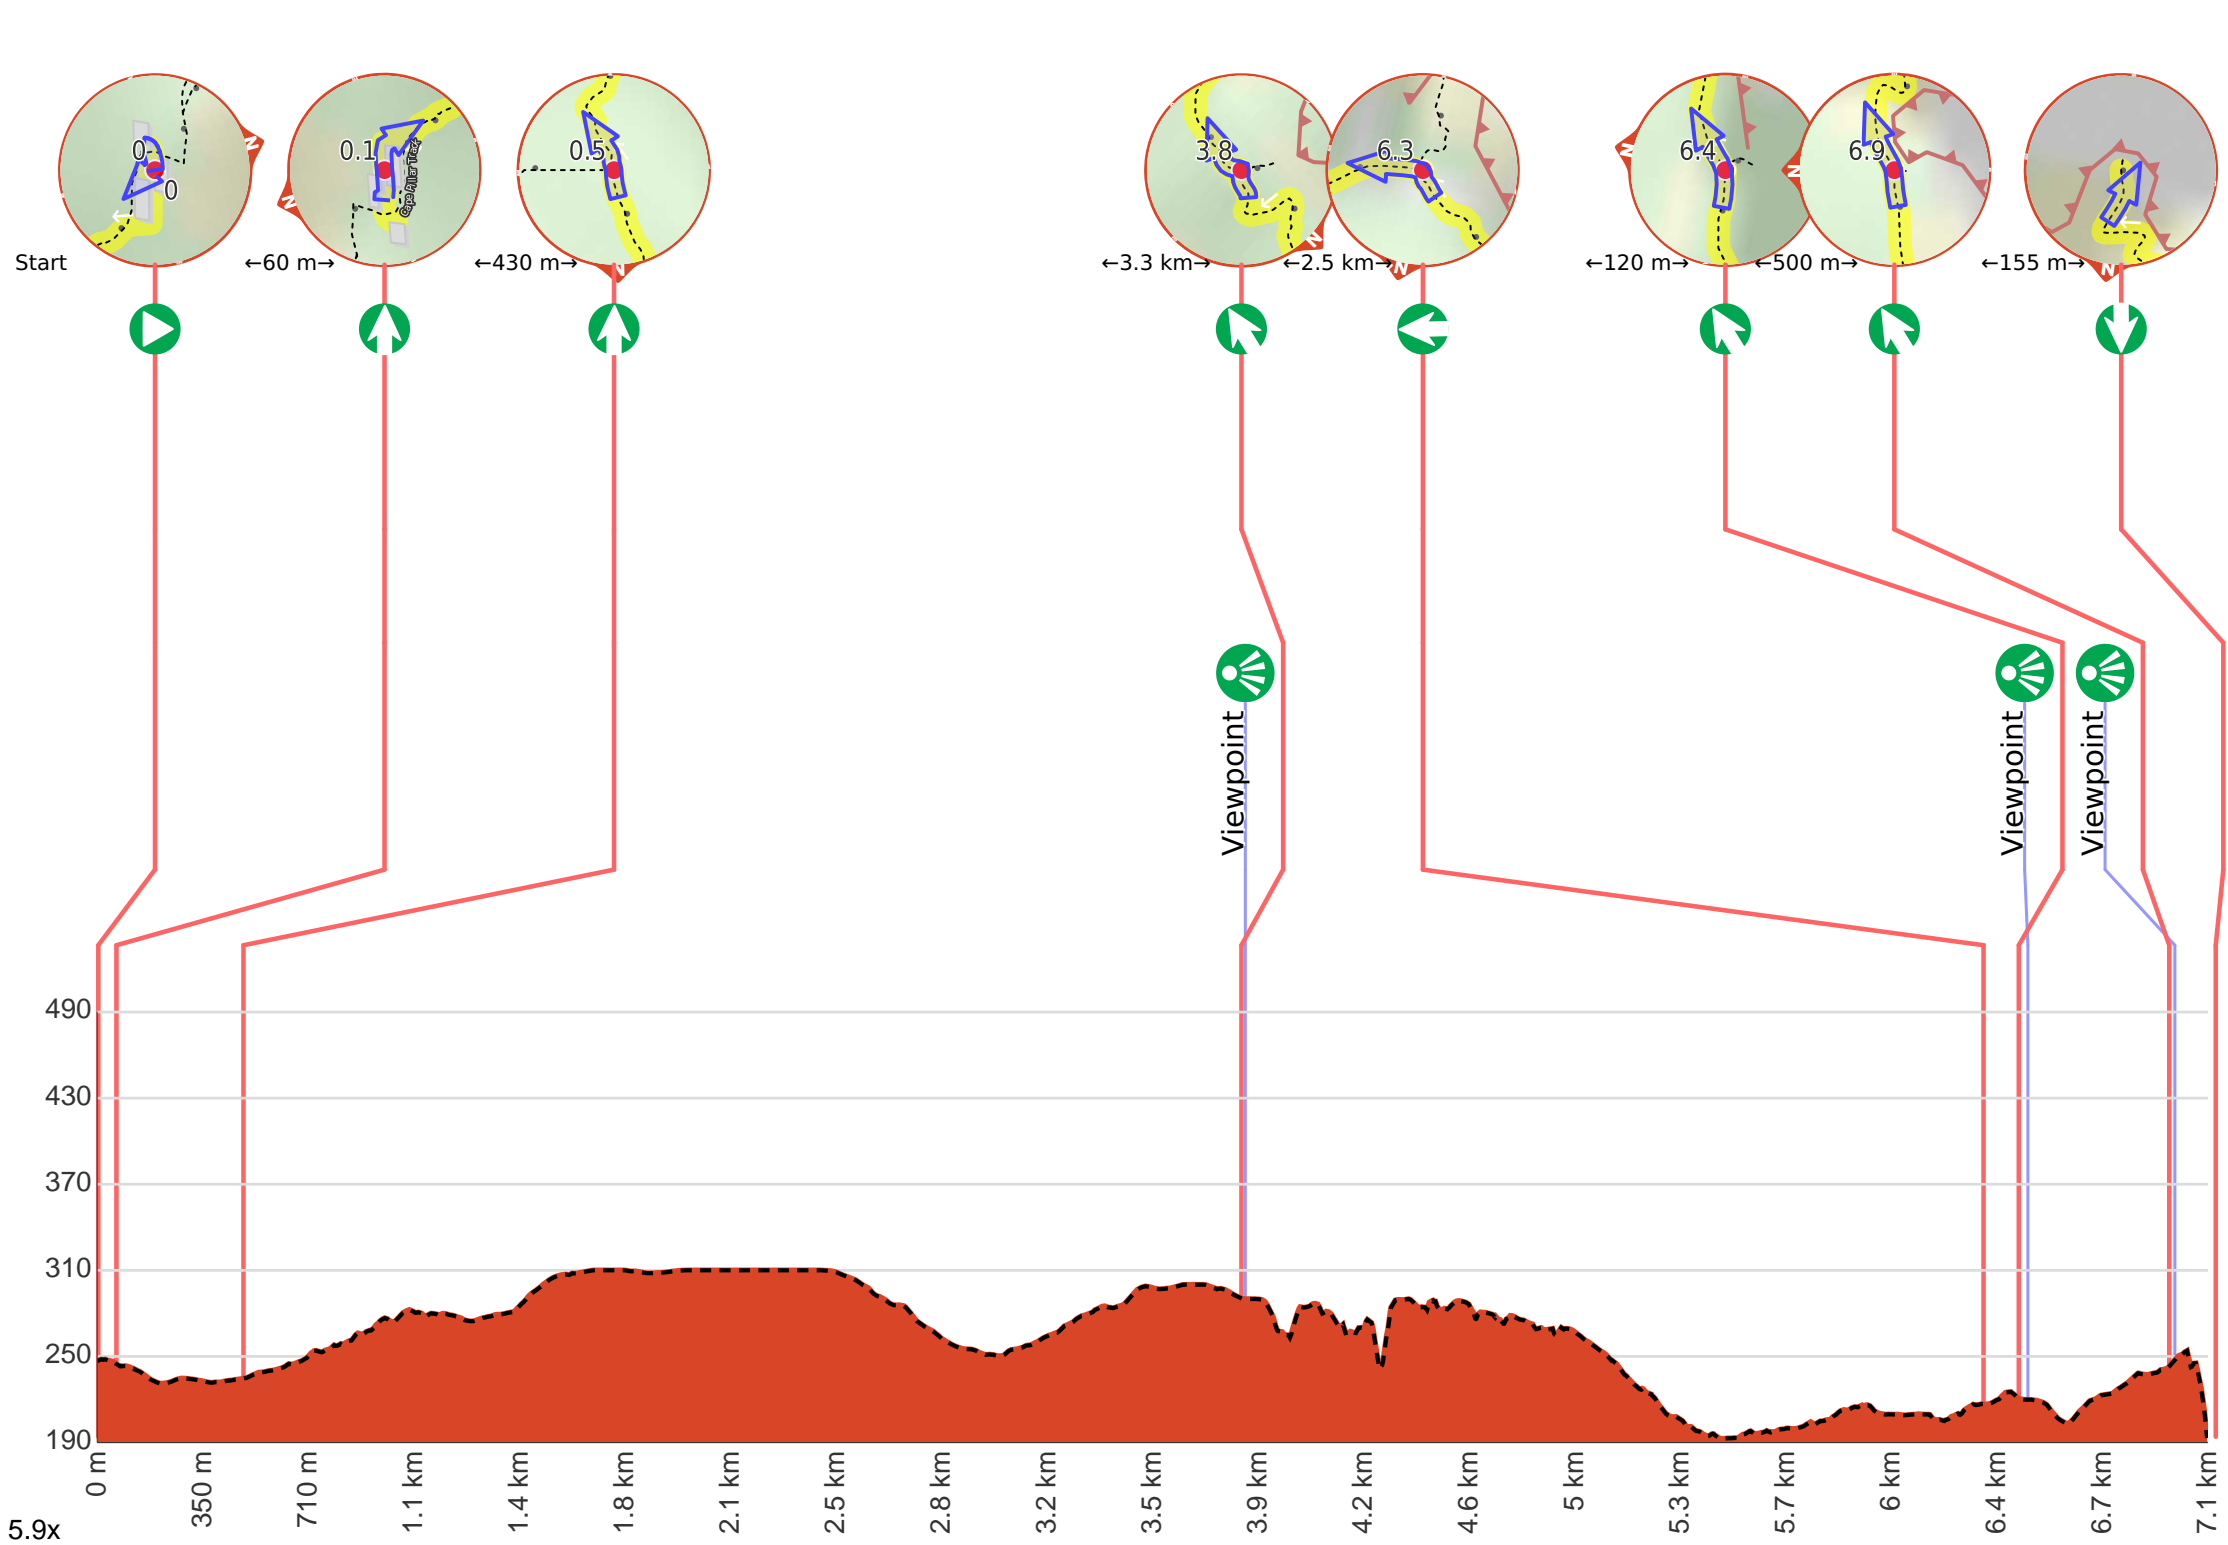 0
0
0.1
Cape Pillar Track
0.5
3.8
6.3
6.4
6.9
N
N
N
N
N
N
N
N
Start
←60 m→
←430 m→
←3.3 km→
←2.5 km→
←120 m→
←500 m→
←155 m→
Viewpoint
Viewpoint
Viewpoint
490
430
370
310
250
190
0 m
350 m
710 m
1.1 km
1.4 km
1.8 km
2.1 km
2.5 km
2.8 km
3.2 km
3.5 km
3.9 km
4.2 km
4.6 km
5 km
5.3 km
5.7 km
6 km
6.4 km
6.7 km
7.1 km
5.9x